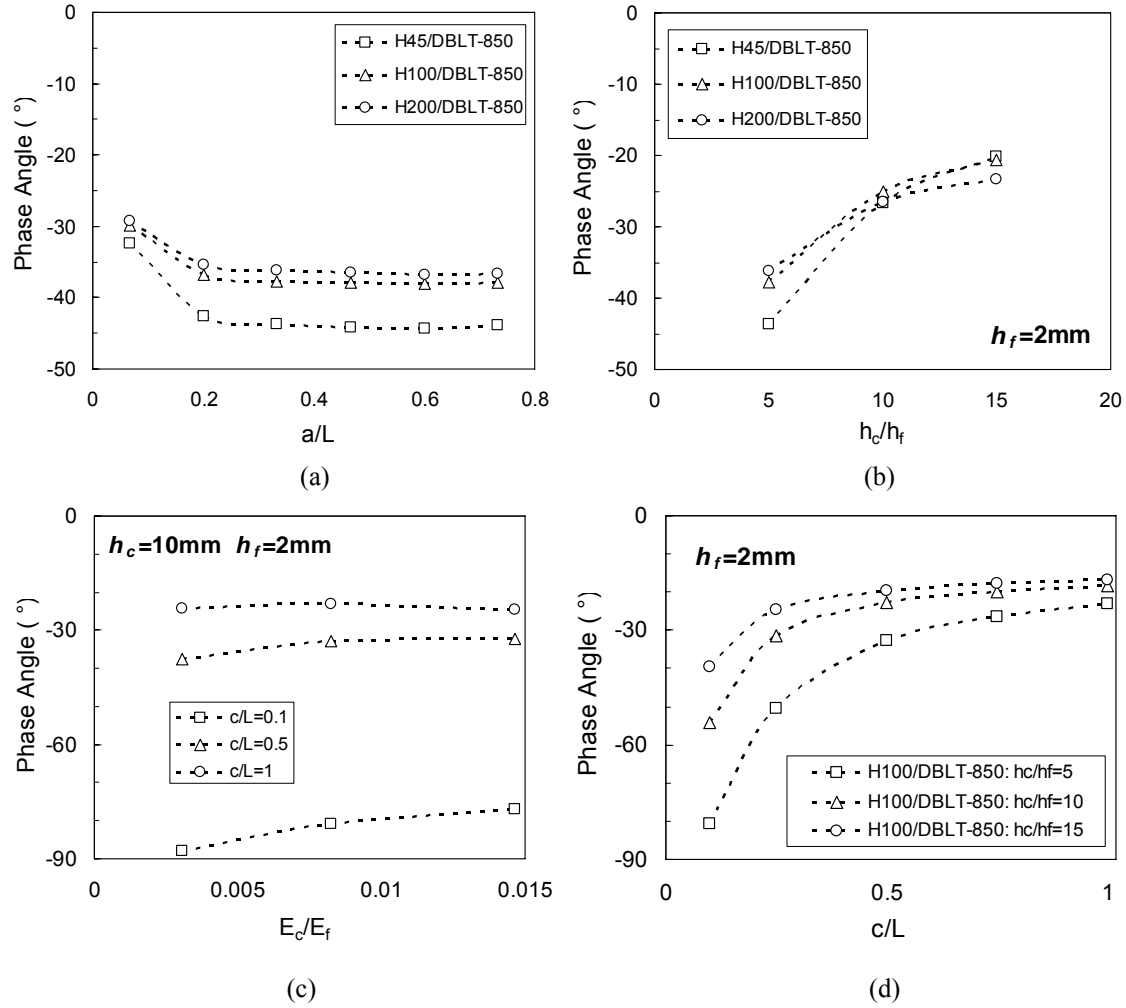 0
-10
-20
-30
-40
-50
Phase Angle ( °)
H45/DBLT-850
H100/DBLT-850
H200/DBLT-850
0 0.2 0.4 0.6 0.8
a/L
(a)
0
-10
-20
-30
-40
-50
Phase Angle ( °)
H45/DBLT-850
H100/DBLT-850
H200/DBLT-850
h_f=2mm
0 5 10 15 20
h_c/h_f
(b)
0
-30
-60
-90
Phase Angle ( °)
h_c=10mm h_f=2mm
c/L=0.1
c/L=0.5
c/L=1
0 0.005 0.01 0.015
E_c/E_f
(c)
0
-30
-60
-90
Phase Angle ( °)
h_f=2mm
H100/DBLT-850: hc/hf=5
H100/DBLT-850: hc/hf=10
H100/DBLT-850: hc/hf=15
0 0.5 1
c/L
(d)